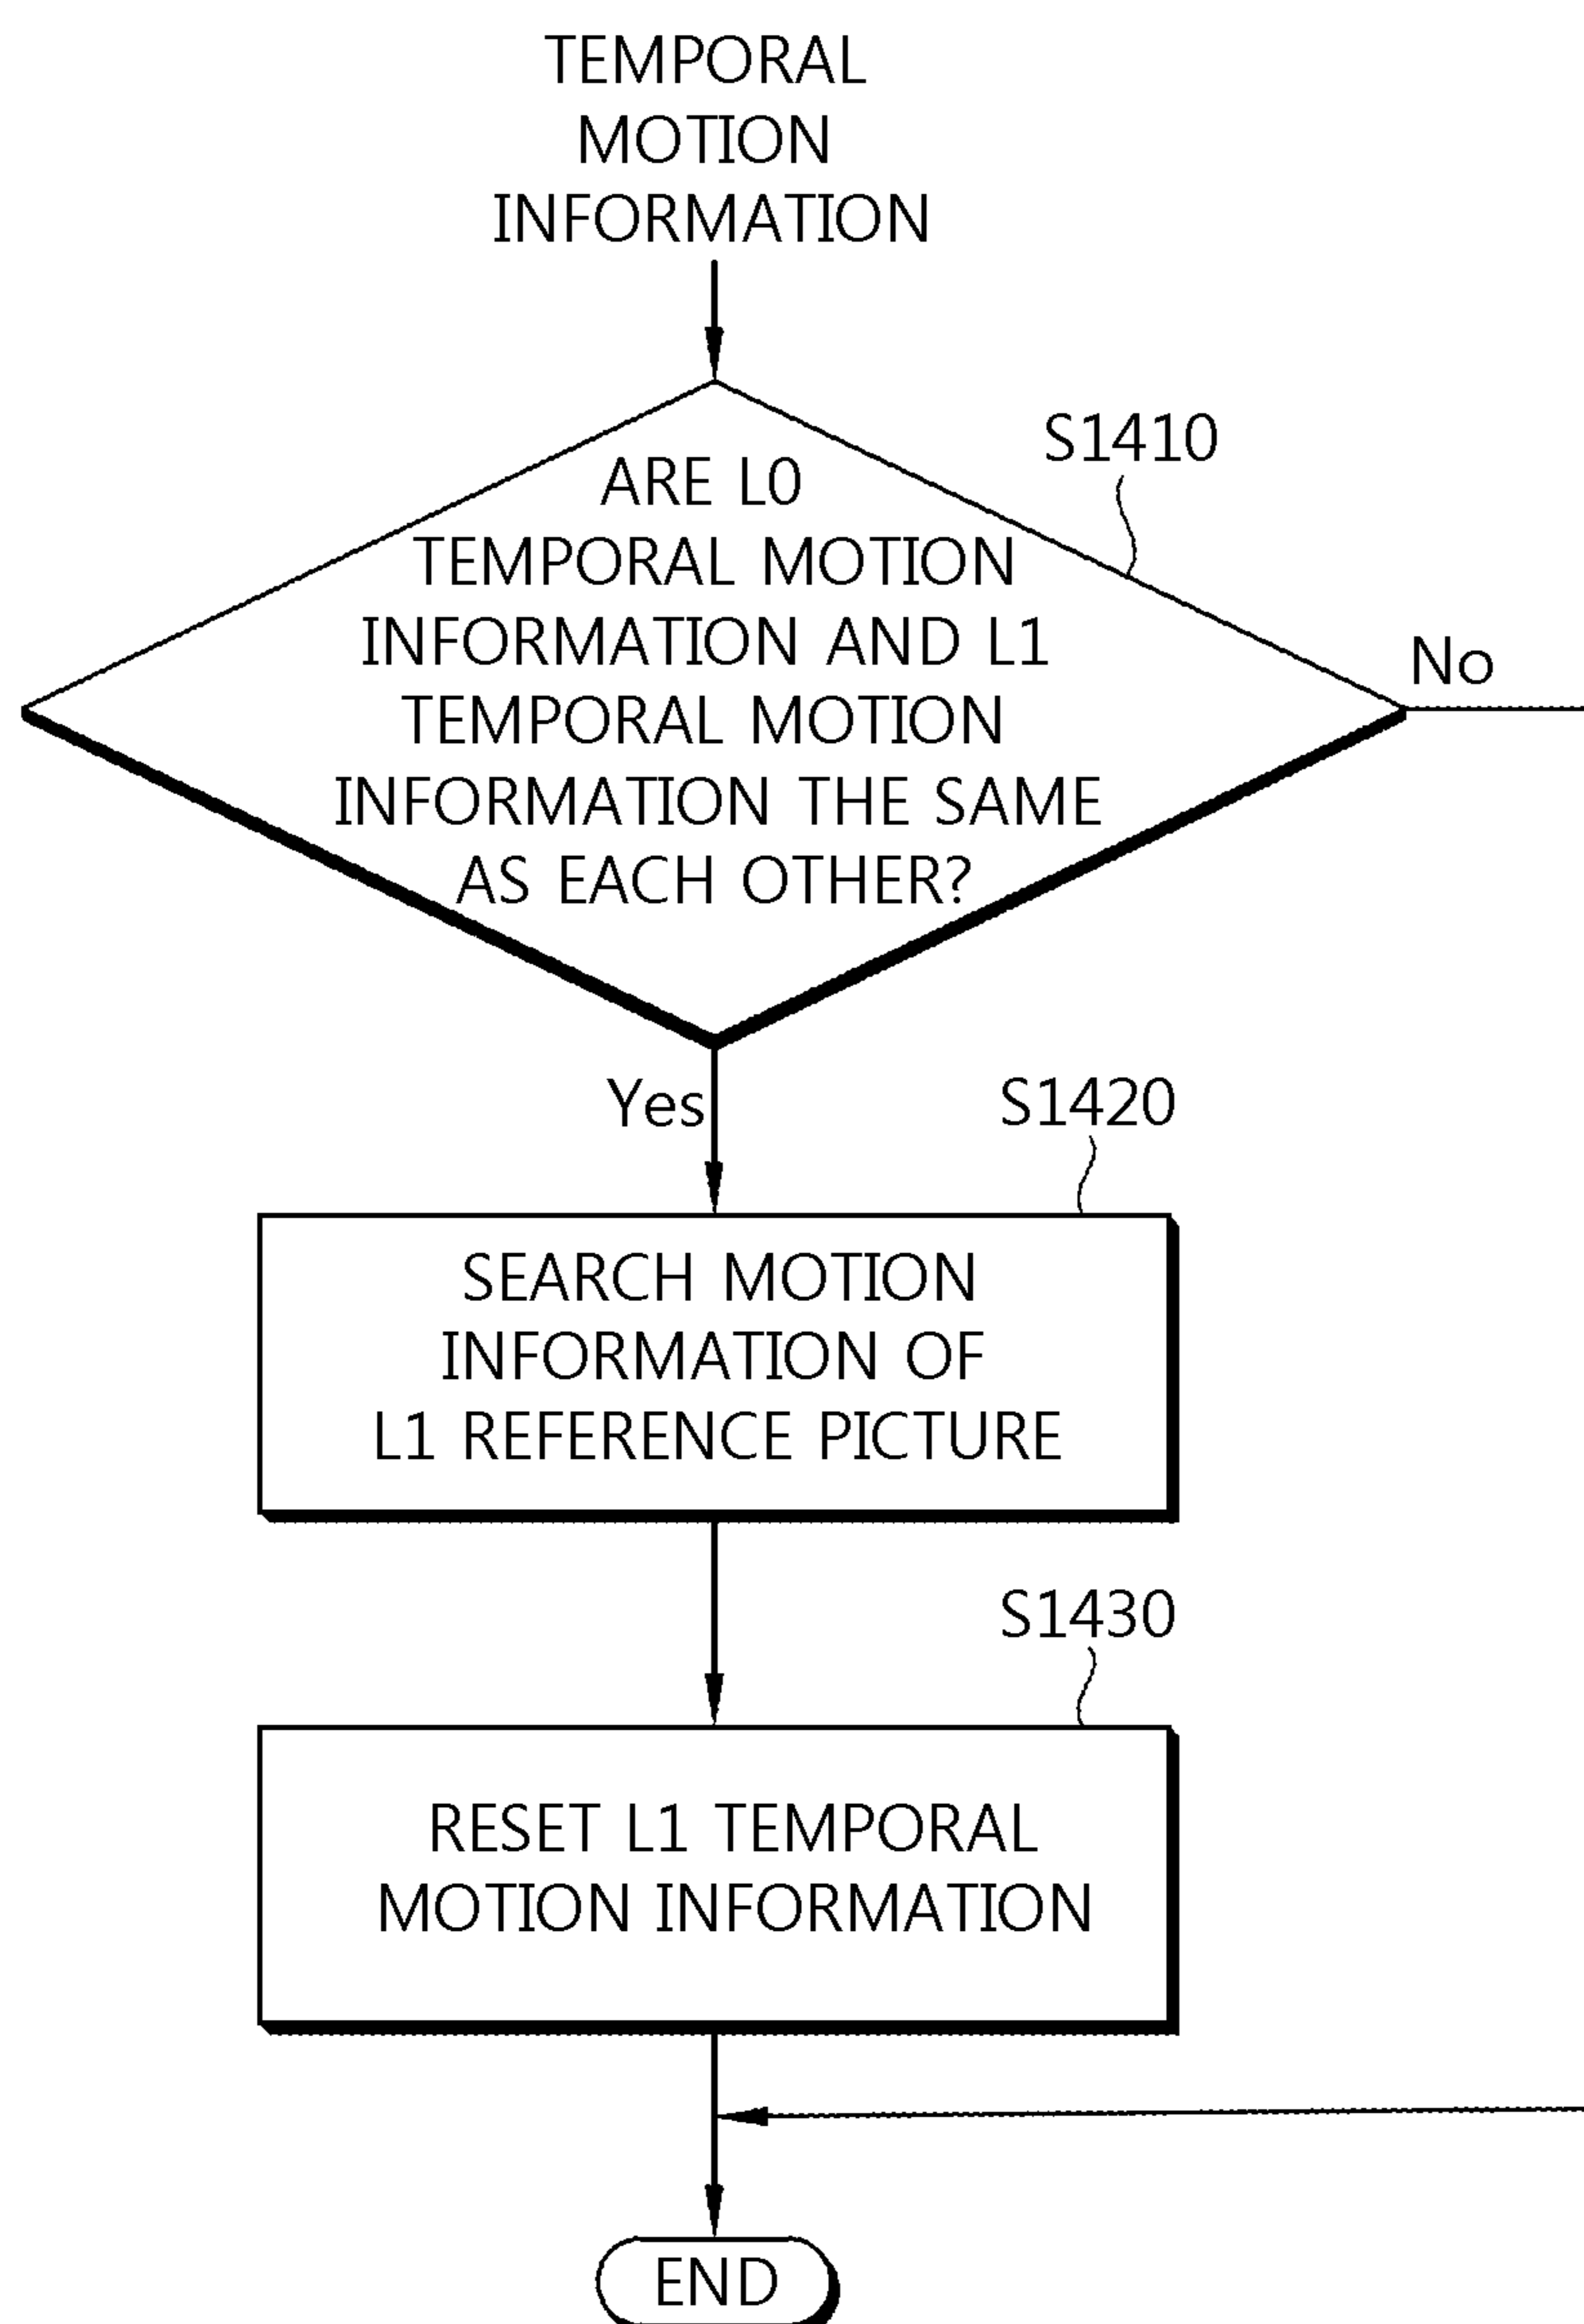 TEMPORAL
MOTION
INFORMATION
S1410
ARE L0
TEMPORAL MOTION
INFORMATION AND L1
TEMPORAL MOTION
INFORMATION THE SAME
AS EACH OTHER?
No
Yes
S1420
SEARCH MOTION
INFORMATION OF
L1 REFERENCE PICTURE
S1430
RESET L1 TEMPORAL
MOTION INFORMATION
END